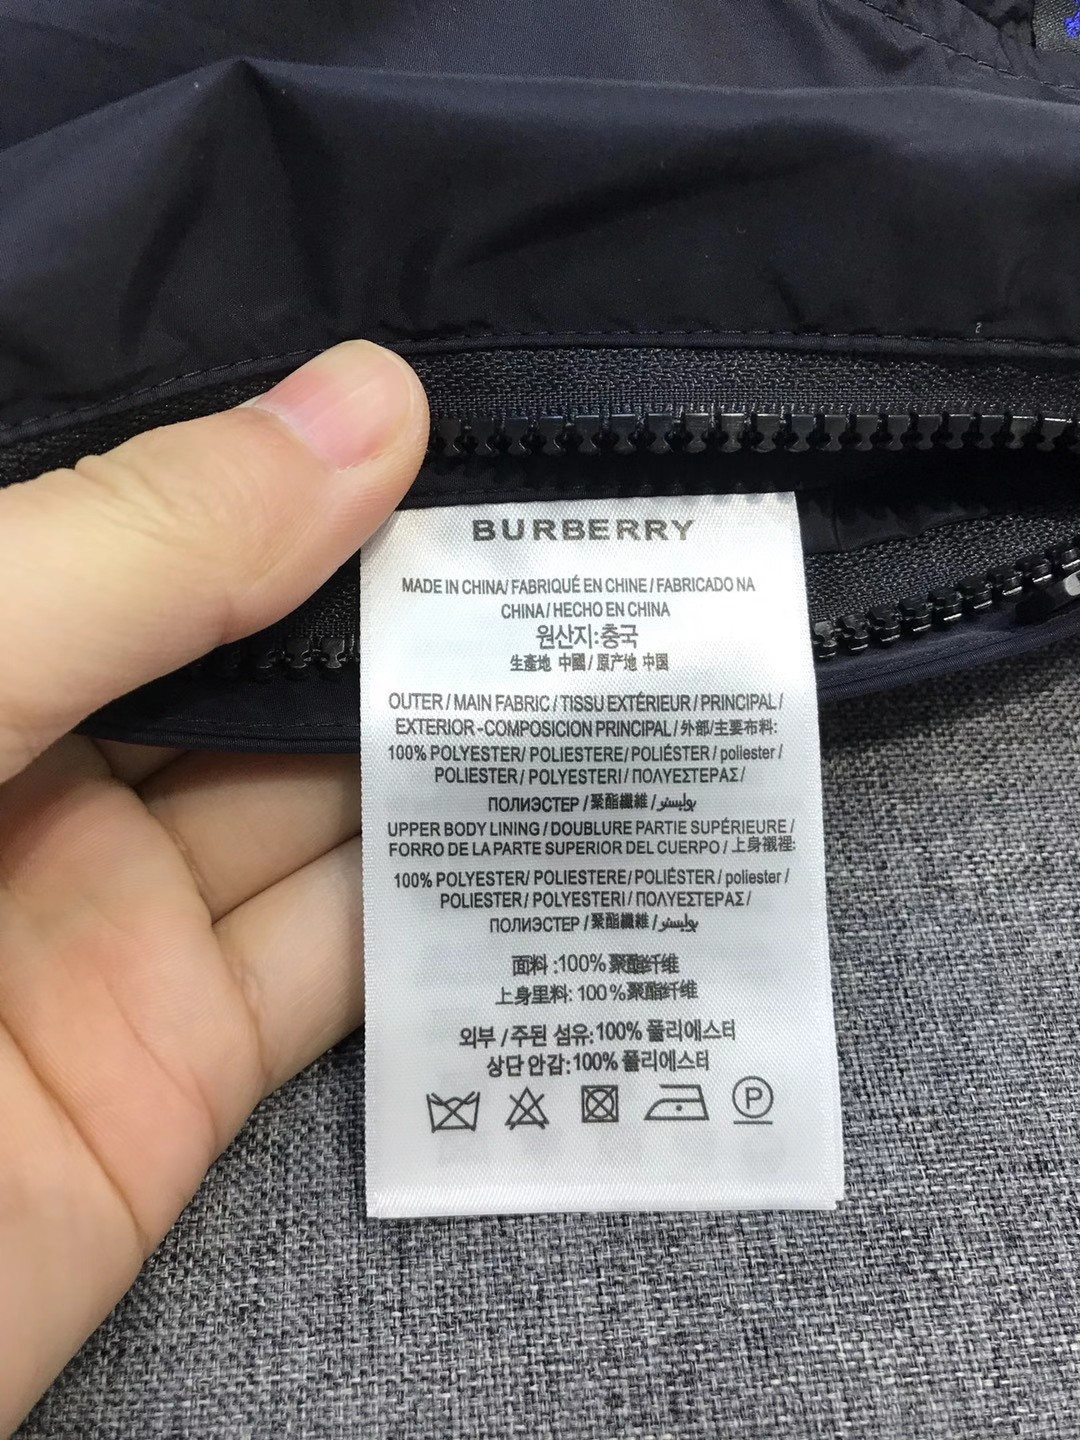 BURBERRY
MADE IN CHINA/ FABRIQUÉ EN CHINE / FABRICADO NA
CHINA / HECHO EN CHINA
원산지:충국
生產地 中國 / 原产地 中国
OUTER / MAIN FABRIC / TISSU EXTÉRIEUR / PRINCIPAL /
EXTERIOR-COMPOSICION PRINCIPAL / 外部/主要布料:
100% POLYESTER/ POLIESTERE/ POLIÉSTER / poliester /
POLIESTER / POLYESTERI / ΠΟΛΥΕΣΤΕΡΑΣ /
ПОЛИЭСТЕР / 聚酯纖維 / بوليستر
UPPER BODY LINING / DOUBLURE PARTIE SUPÉRIEURE /
FORRO DE LA PARTE SUPERIOR DEL CUERPO / 上身襯裡:
100% POLYESTER/ POLIESTERE/ POLIÉSTER / poliester /
POLIESTER / POLYESTERI / ΠΟΛΥΕΣΤΕΡΑΣ /
ПОЛИЭСТЕР / 聚酯纖維 / بوليستر
面料 :100% 聚酯纤维
上身里料: 100% 聚酯纤维
외부 / 주된 섬유: 100% 폴리에스터
상단 안감: 100% 폴리에스터
P